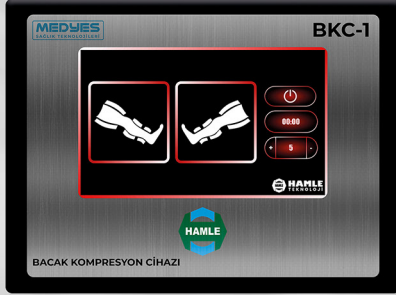 MEDYES
SAĞLIK TEKNOLOJİLERİ
BKC-1
00:00
+ 5 -
HAMLE
TEKNOLOJİ
HAMLE
BACAK KOMPRESYON CİHAZI